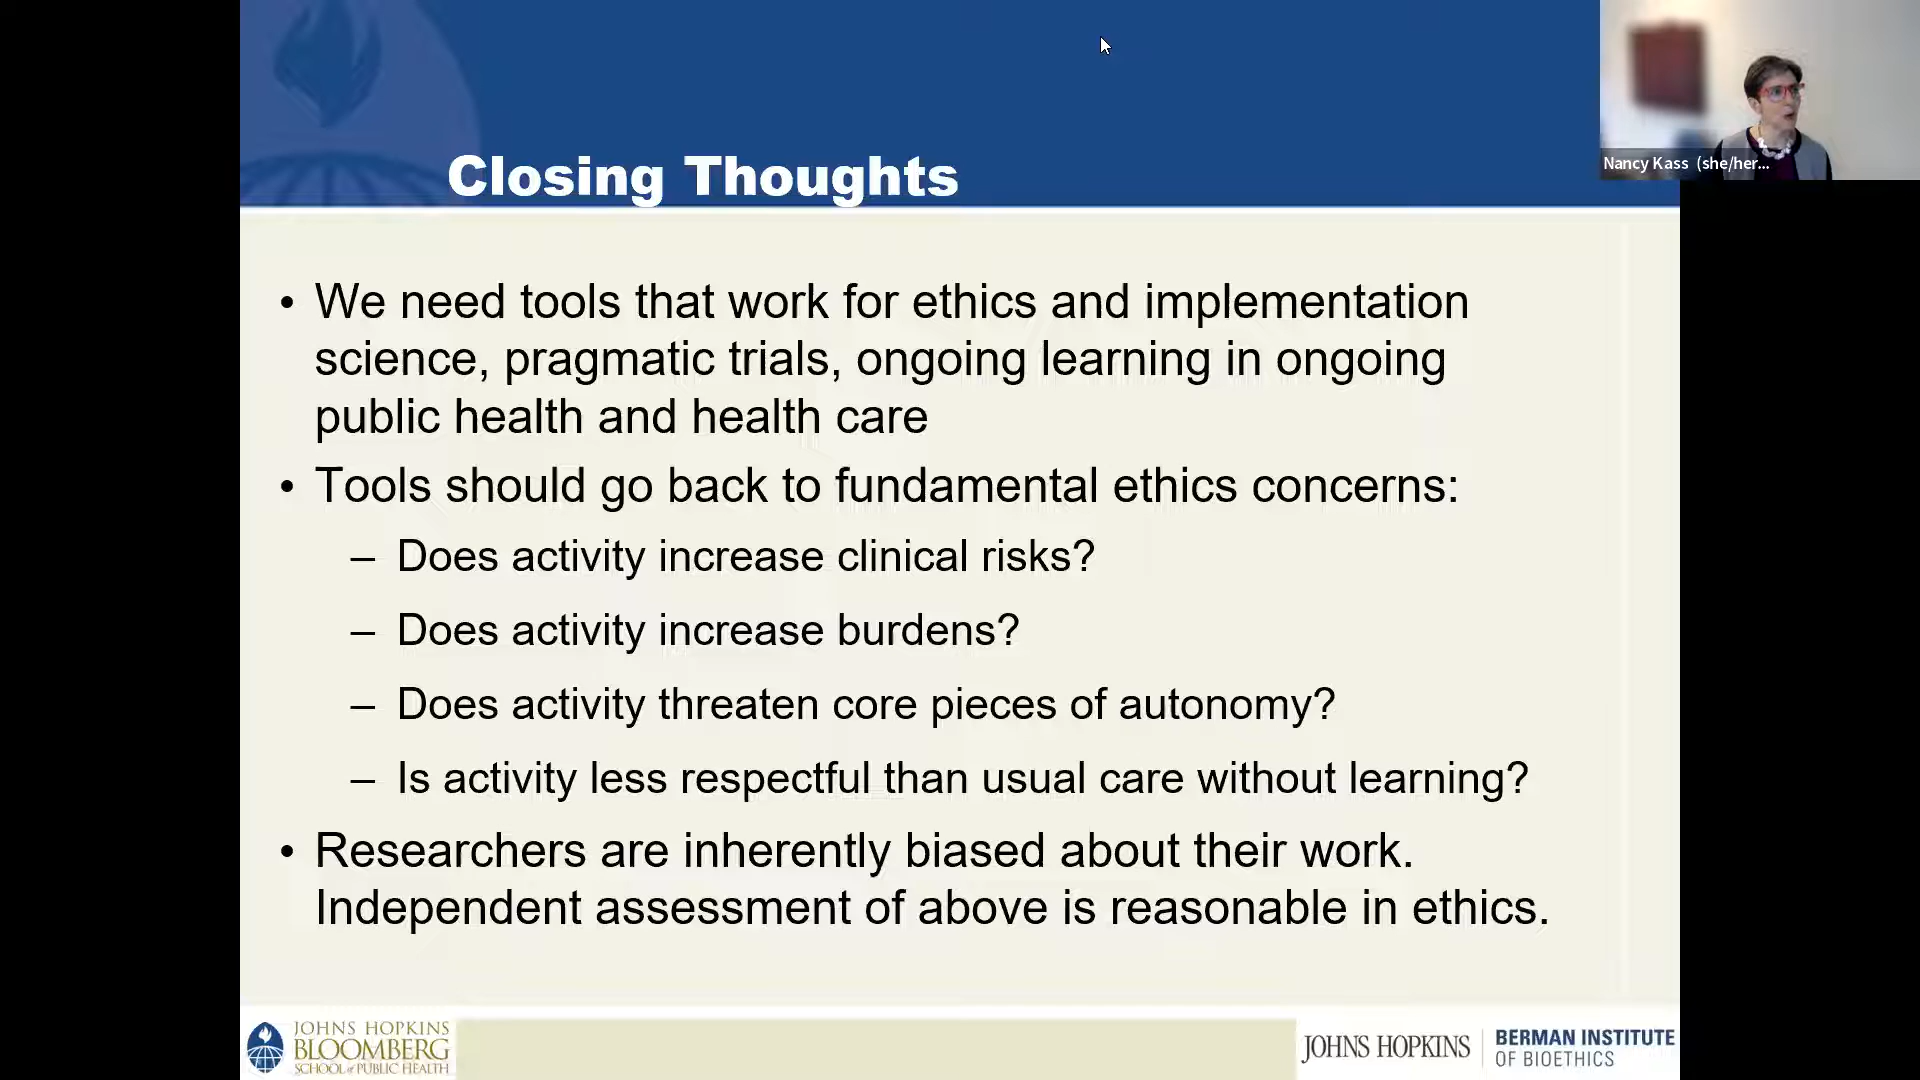 Nancy Kass (she/her...
Closing Thoughts
• We need tools that work for ethics and implementation
science, pragmatic trials, ongoing learning in ongoing
public health and health care
• Tools should go back to fundamental ethics concerns:
– Does activity increase clinical risks?
– Does activity increase burdens?
– Does activity threaten core pieces of autonomy?
– Is activity less respectful than usual care without learning?
• Researchers are inherently biased about their work.
Independent assessment of above is reasonable in ethics.
JOHNS HOPKINS
BLOOMBERG
SCHOOL of PUBLIC HEALTH
JOHNS HOPKINS
BERMAN INSTITUTE
OF BIOETHICS